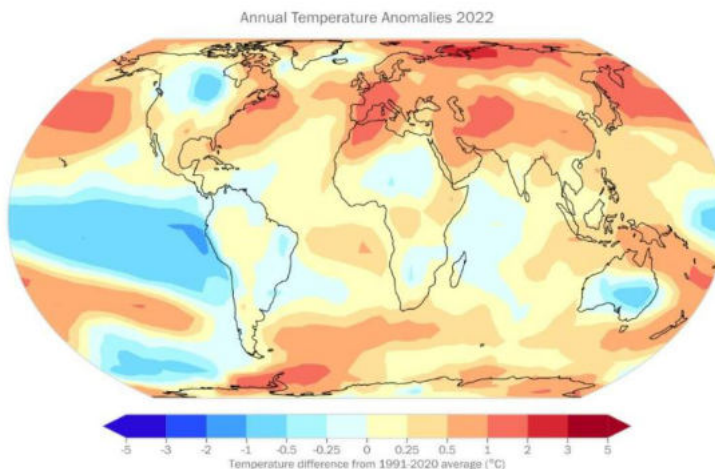 Annual Temperature Anomalies 2022
-5 -3 -2 -1 -0.5 -0.25 0 0.25 0.5 1 2 3 5
Temperature difference from 1991-2020 average (°C)